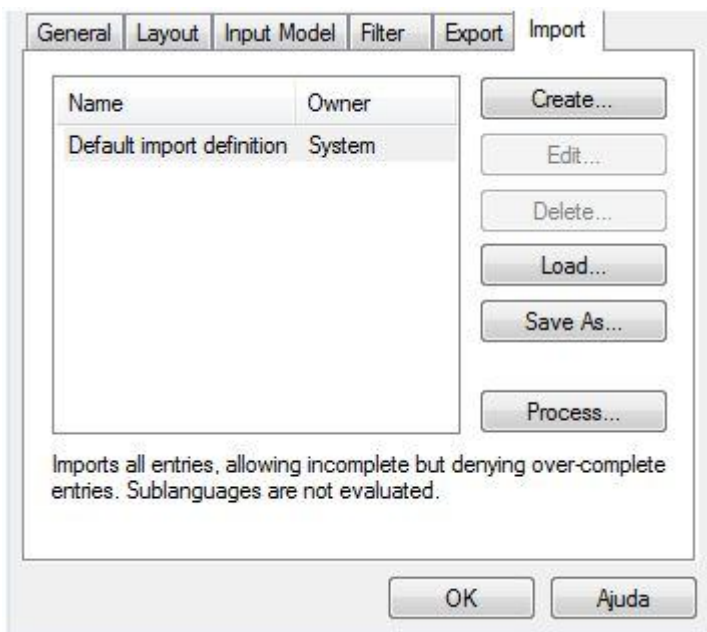 General Layout Input Model Filter Export Import
Name Owner Create...
Default import definition System Edit...
Delete...
Load...
Save As...
Process...
Imports all entries, allowing incomplete but denying over-complete
entries. Sublanguages are not evaluated.
OK Ajuda